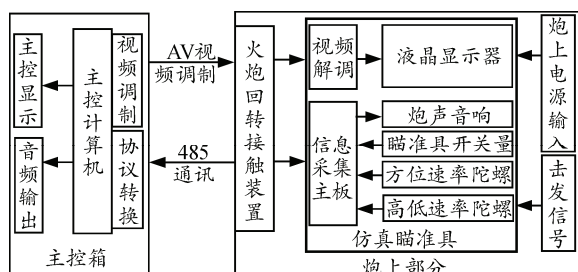 主控显示
音频输出
主控计算机
视频调制
协议转换
主控箱
AV视
频调制
485
通讯
火炮回转接触装置
视频
解调
液晶显示器
信息
采集
主板
炮声音响
瞄准具开关量
方位速率陀螺
高低速率陀螺
仿真瞄准具
炮上电源输入
击发信号
炮上部分